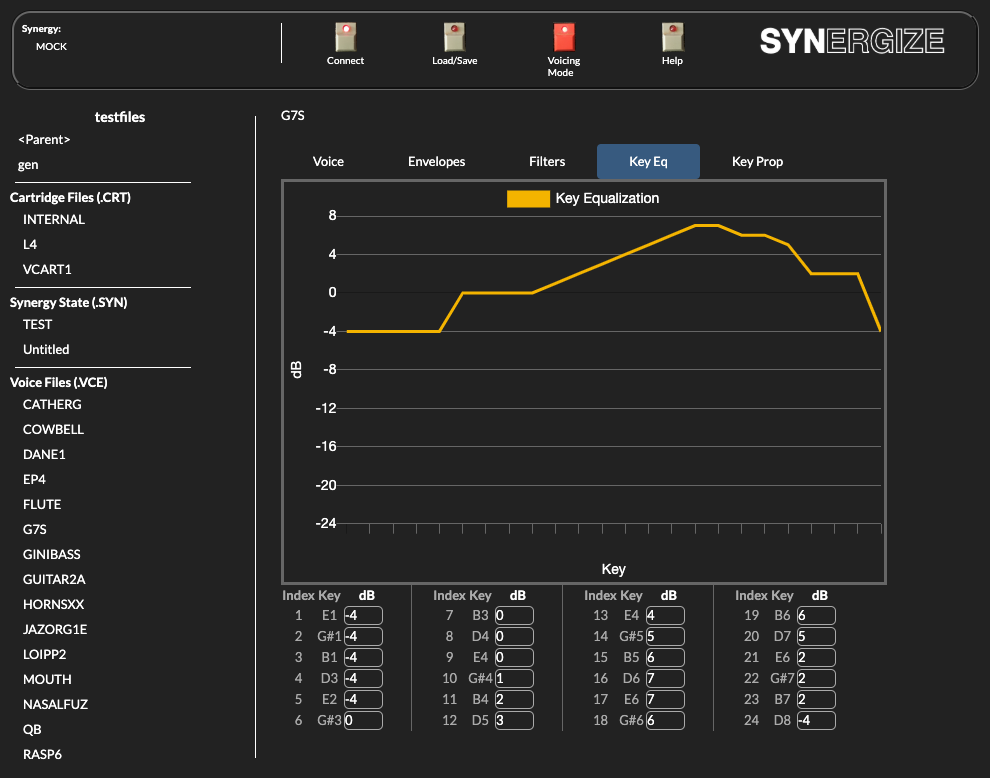 Synergy:
MOCK
Connect
Load/Save
Voicing
Mode
Help
SYNERGIZE
testfiles
<Parent>
gen
Cartridge Files (.CRT)
INTERNAL
L4
VCART1
Synergy State (.SYN)
TEST
Untitled
Voice Files (.VCE)
CATHERG
COWBELL
DANE1
EP4
FLUTE
G7S
GINIBASS
GUITAR2A
HORNSXX
JAZORG1E
LOIPP2
MOUTH
NASALFUZ
QB
RASP6
G7S
Voice Envelopes Filters Key Eq Key Prop
Key Equalization
8
4
0
-4
-8
-12
-16
-20
-24
dB
Key
Index Key dB Index Key dB Index Key dB Index Key dB
1 E1 -4 7 B3 0 13 E4 4 19 B6 6
2 G#1 -4 8 D4 0 14 G#5 5 20 D7 5
3 B1 -4 9 E4 0 15 B5 6 21 E6 2
4 D3 -4 10 G#4 1 16 D6 7 22 G#7 2
5 E2 -4 11 B4 2 17 E6 7 23 B7 2
6 G#3 0 12 D5 3 18 G#6 6 24 D8 -4